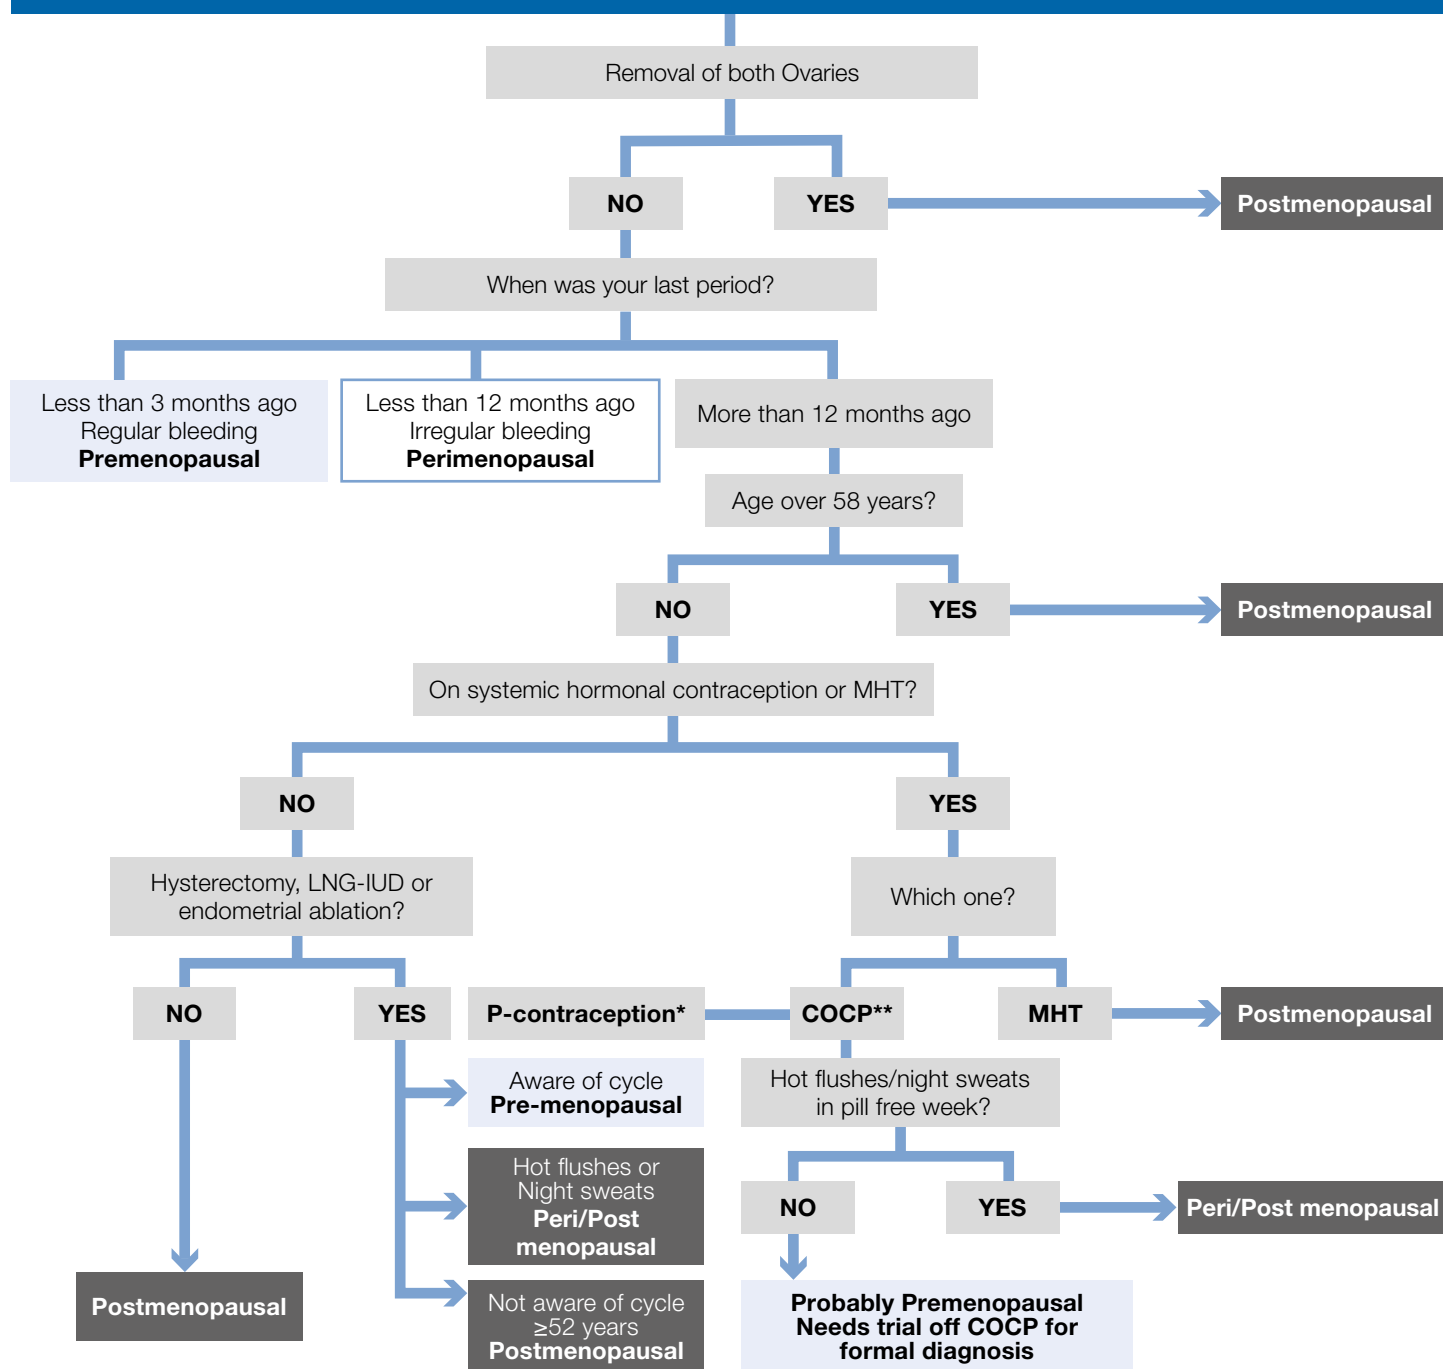 Removal of both Ovaries
NO
YES
Postmenopausal
When was your last period?
Less than 3 months ago
Regular bleeding
Premenopausal
Less than 12 months ago
Irregular bleeding
Perimenopausal
More than 12 months ago
Age over 58 years?
NO
YES
Postmenopausal
On systemic hormonal contraception or MHT?
NO
YES
Hysterectomy, LNG-IUD or
endometrial ablation?
Which one?
NO
YES
P-contraception*
COCP**
MHT
Postmenopausal
Aware of cycle
Pre-menopausal
Hot flushes/night sweats
in pill free week?
Hot flushes or
Night sweats
Peri/Post
menopausal
NO
YES
Peri/Post menopausal
Postmenopausal
Not aware of cycle
≥52 years
Postmenopausal
Probably Premenopausal
Needs trial off COCP for
formal diagnosis